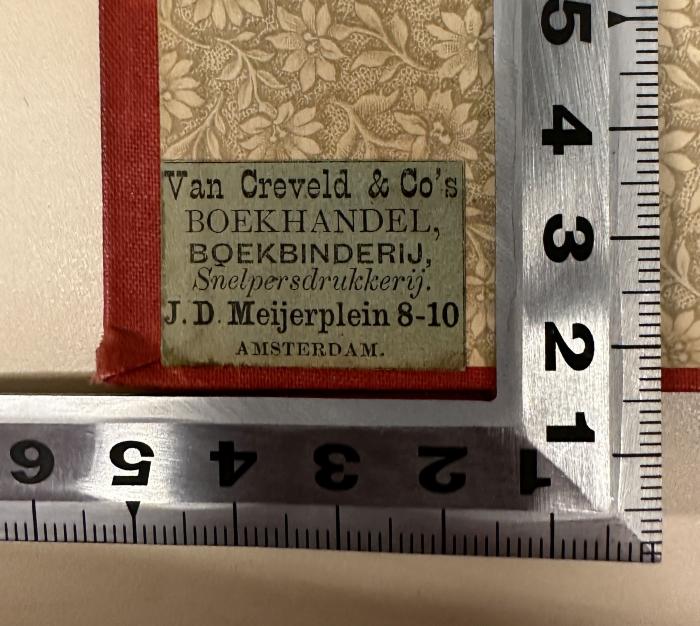 Van Creveld & Co's
BOEKHANDEL,
BOEKBINDERIJ,
Snelpersdrukkerij.
J. D. Meijerplein 8-10
AMSTERDAM.
5
4
3
2
1
6 5 4 3 2 1